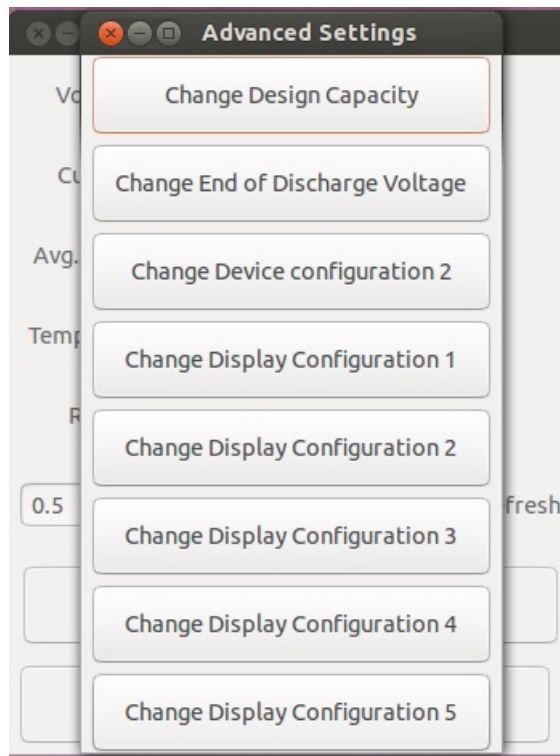 Advanced Settings
Change Design Capacity
Change End of Discharge Voltage
Change Device configuration 2
Change Display Configuration 1
Change Display Configuration 2
Change Display Configuration 3
Change Display Configuration 4
Change Display Configuration 5
Avg.
0.5